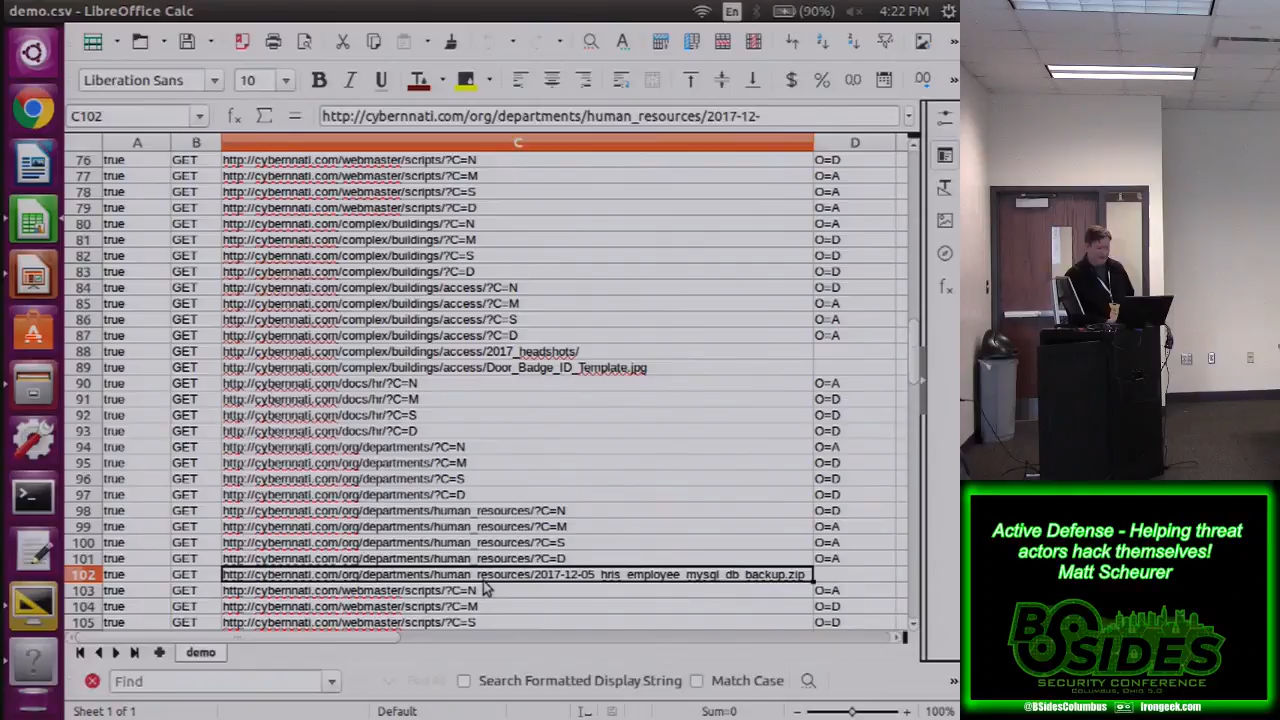 demo.csv - LibreOffice Calc En (90%) 4:22 PM
Liberation Sans 10 B I U $ % 0,0
C102 http://cybernnati.com/org/departments/human_resources/2017-12-
A B C D
76 true GET http://cybernnati.com/webmaster/scripts/?C=N O=D
77 true GET http://cybernnati.com/webmaster/scripts/?C=M O=A
78 true GET http://cybernnati.com/webmaster/scripts/?C=S O=A
79 true GET http://cybernnati.com/webmaster/scripts/?C=D O=A
80 true GET http://cybernnati.com/complex/buildings/?C=N O=A
81 true GET http://cybernnati.com/complex/buildings/?C=M O=D
82 true GET http://cybernnati.com/complex/buildings/?C=S O=D
83 true GET http://cybernnati.com/complex/buildings/?C=D O=D
84 true GET http://cybernnati.com/complex/buildings/access/?C=N O=D
85 true GET http://cybernnati.com/complex/buildings/access/?C=M O=A
86 true GET http://cybernnati.com/complex/buildings/access/?C=S O=A
87 true GET http://cybernnati.com/complex/buildings/access/?C=D O=A
88 true GET http://cybernnati.com/complex/buildings/access/2017_headshots/
89 true GET http://cybernnati.com/complex/buildings/access/Door_Badge_ID_Template.jpg
90 true GET http://cybernnati.com/docs/hr/?C=N O=A
91 true GET http://cybernnati.com/docs/hr/?C=M O=D
92 true GET http://cybernnati.com/docs/hr/?C=S O=D
93 true GET http://cybernnati.com/docs/hr/?C=D O=D
94 true GET http://cybernnati.com/org/departments/?C=N O=A
95 true GET http://cybernnati.com/org/departments/?C=M O=D
96 true GET http://cybernnati.com/org/departments/?C=S O=D
97 true GET http://cybernnati.com/org/departments/?C=D O=D
98 true GET http://cybernnati.com/org/departments/human_resources/?C=N O=D
99 true GET http://cybernnati.com/org/departments/human_resources/?C=M O=A
100 true GET http://cybernnati.com/org/departments/human_resources/?C=S O=A
101 true GET http://cybernnati.com/org/departments/human_resources/?C=D O=A
102 true GET http://cybernnati.com/org/departments/human_resources/2017-12-05_hris_employee_mysql_db_backup.zip
103 true GET http://cybernnati.com/webmaster/scripts/?C=N O=A
104 true GET http://cybernnati.com/webmaster/scripts/?C=M O=D
105 true GET http://cybernnati.com/webmaster/scripts/?C=S O=D
demo
Find Search Formatted Display String Match Case
Sheet 1 of 1 Default Sum=0 100%
Active Defense - Helping threat
actors hack themselves!
Matt Scheurer
BSIDES
SECURITY CONFERENCE
COLUMBUS, OHIO 5.0
@BSidesColumbus irongeek.com